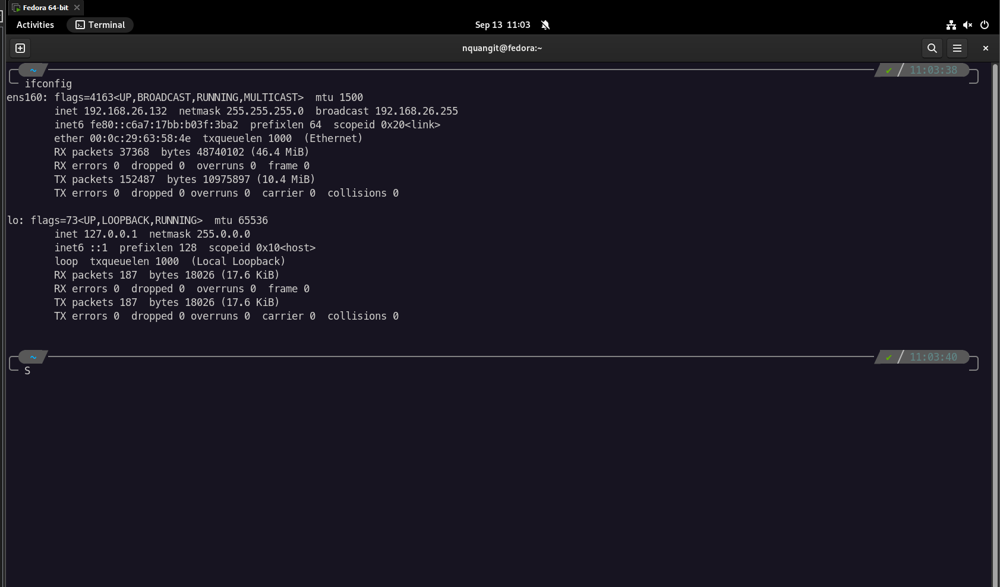 Fedora 64-bit
Activities Terminal Sep 13 11:03
nquangit@fedora:~
~ 11:03:38
ifconfig
ens160: flags=4163<UP,BROADCAST,RUNNING,MULTICAST>  mtu 1500
        inet 192.168.26.132  netmask 255.255.255.0  broadcast 192.168.26.255
        inet6 fe80::c6a7:17bb:b03f:3ba2  prefixlen 64  scopeid 0x20<link>
        ether 00:0c:29:63:58:4e  txqueuelen 1000  (Ethernet)
        RX packets 37368  bytes 48740102 (46.4 MiB)
        RX errors 0  dropped 0  overruns 0  frame 0
        TX packets 152487  bytes 10975897 (10.4 MiB)
        TX errors 0  dropped 0 overruns 0  carrier 0  collisions 0
lo: flags=73<UP,LOOPBACK,RUNNING>  mtu 65536
        inet 127.0.0.1  netmask 255.0.0.0
        inet6 ::1  prefixlen 128  scopeid 0x10<host>
        loop  txqueuelen 1000  (Local Loopback)
        RX packets 187  bytes 18026 (17.6 KiB)
        RX errors 0  dropped 0  overruns 0  frame 0
        TX packets 187  bytes 18026 (17.6 KiB)
        TX errors 0  dropped 0 overruns 0  carrier 0  collisions 0
~ 11:03:40
S